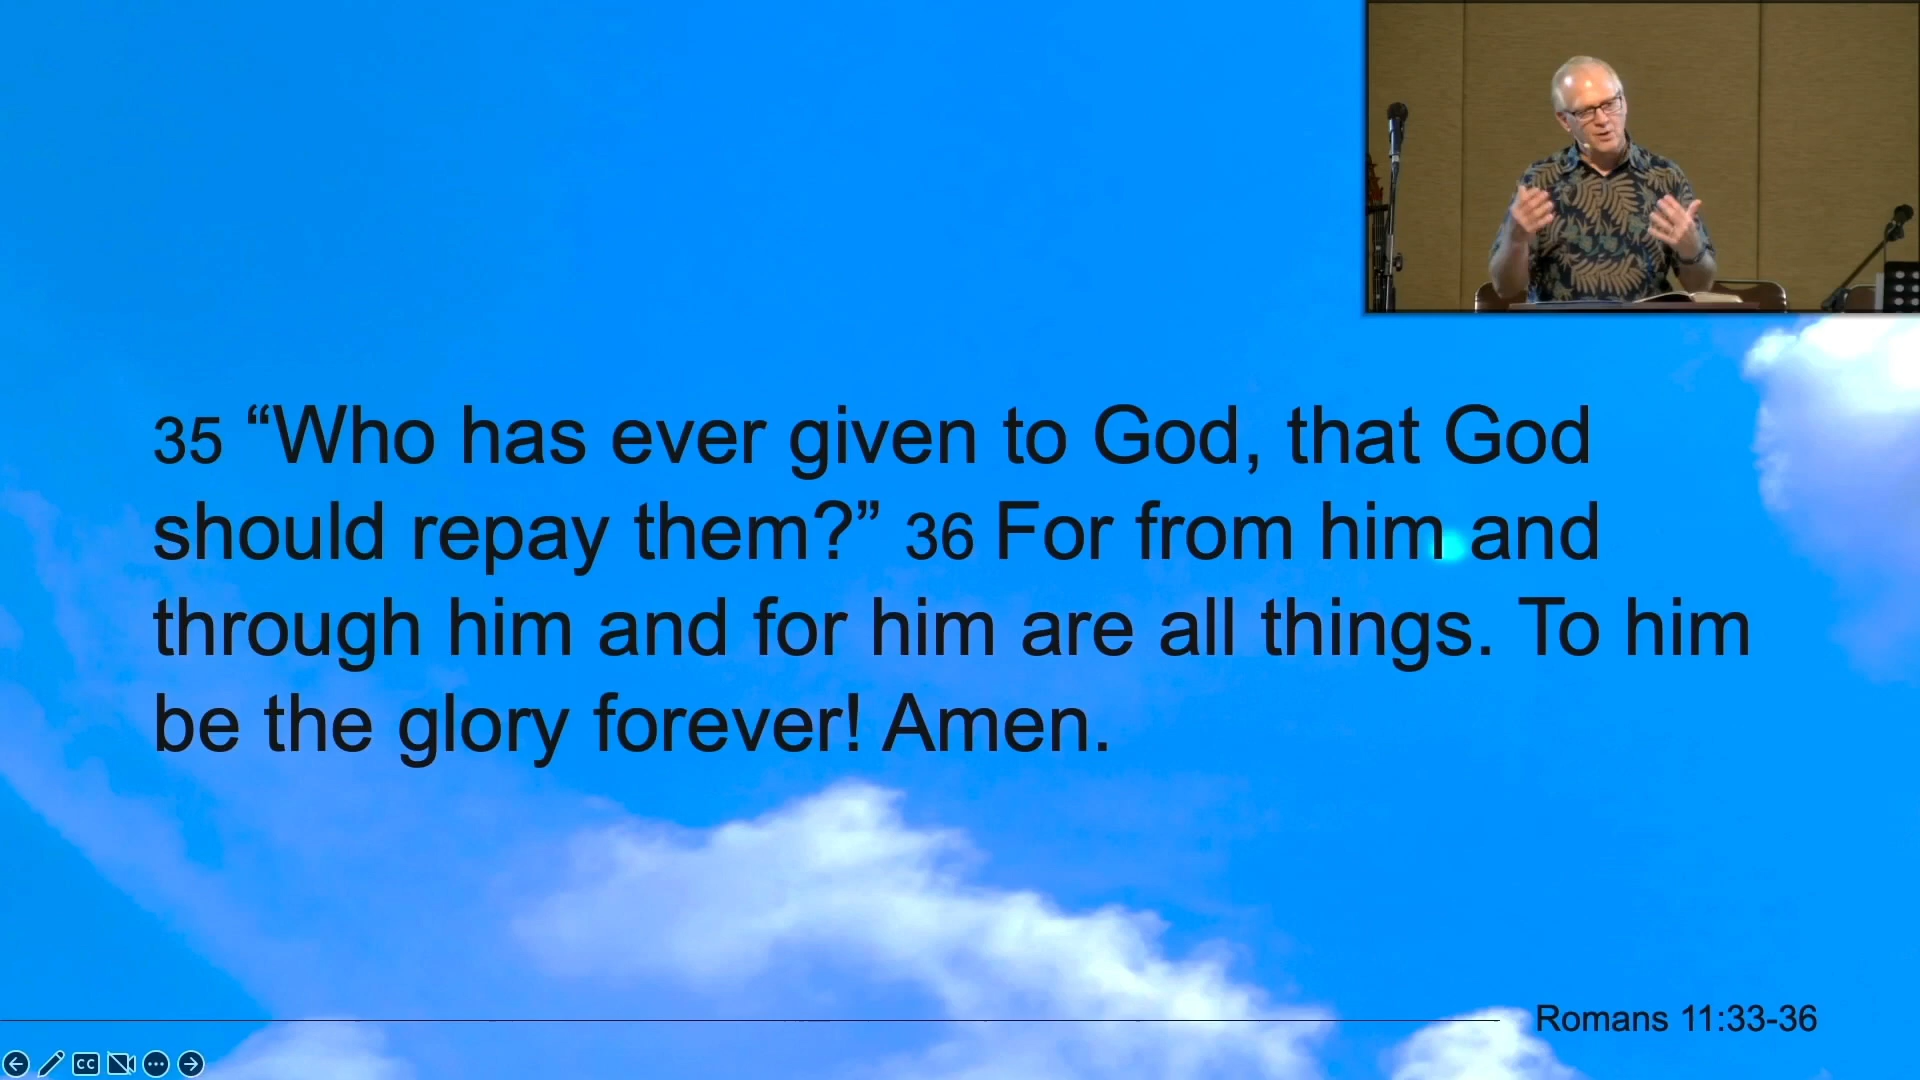 35 “Who has ever given to God, that God
should repay them?” 36 For from him and
through him and for him are all things. To him
be the glory forever! Amen.
Romans 11:33-36
CC